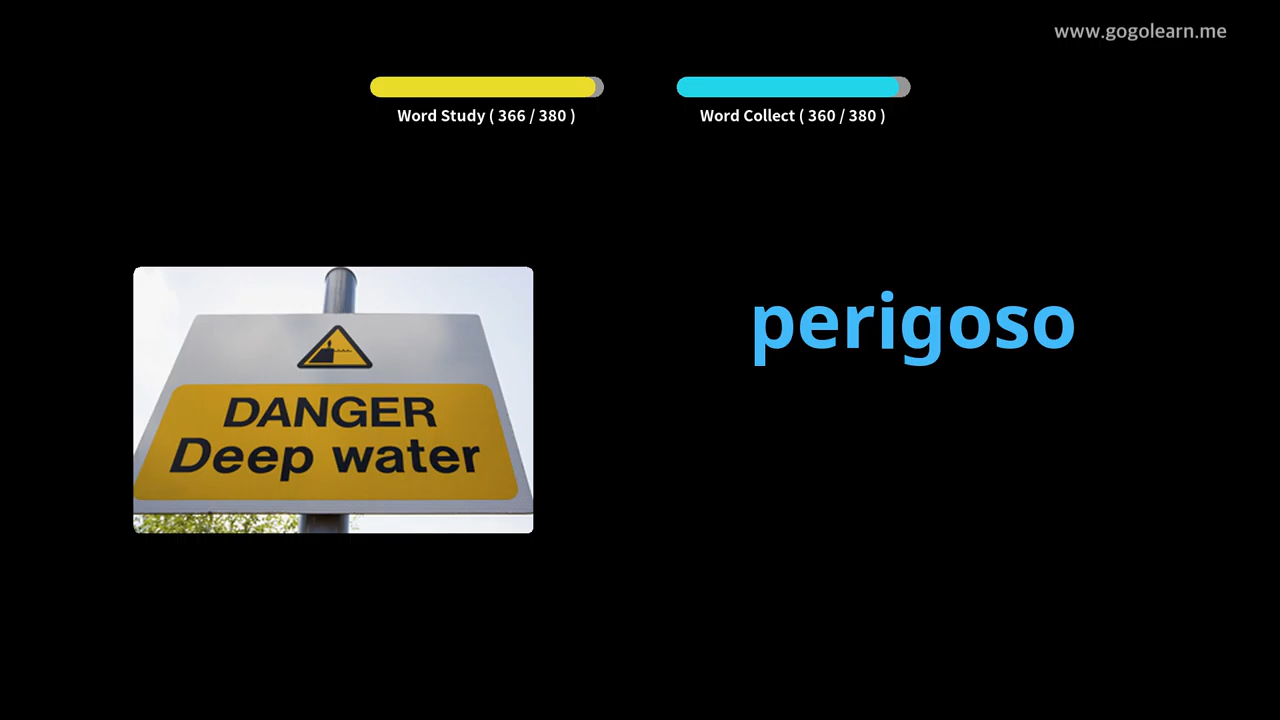 www.gogolearn.me
Word Study ( 366 / 380 )
Word Collect ( 360 / 380 )
DANGER
Deep water
perigoso